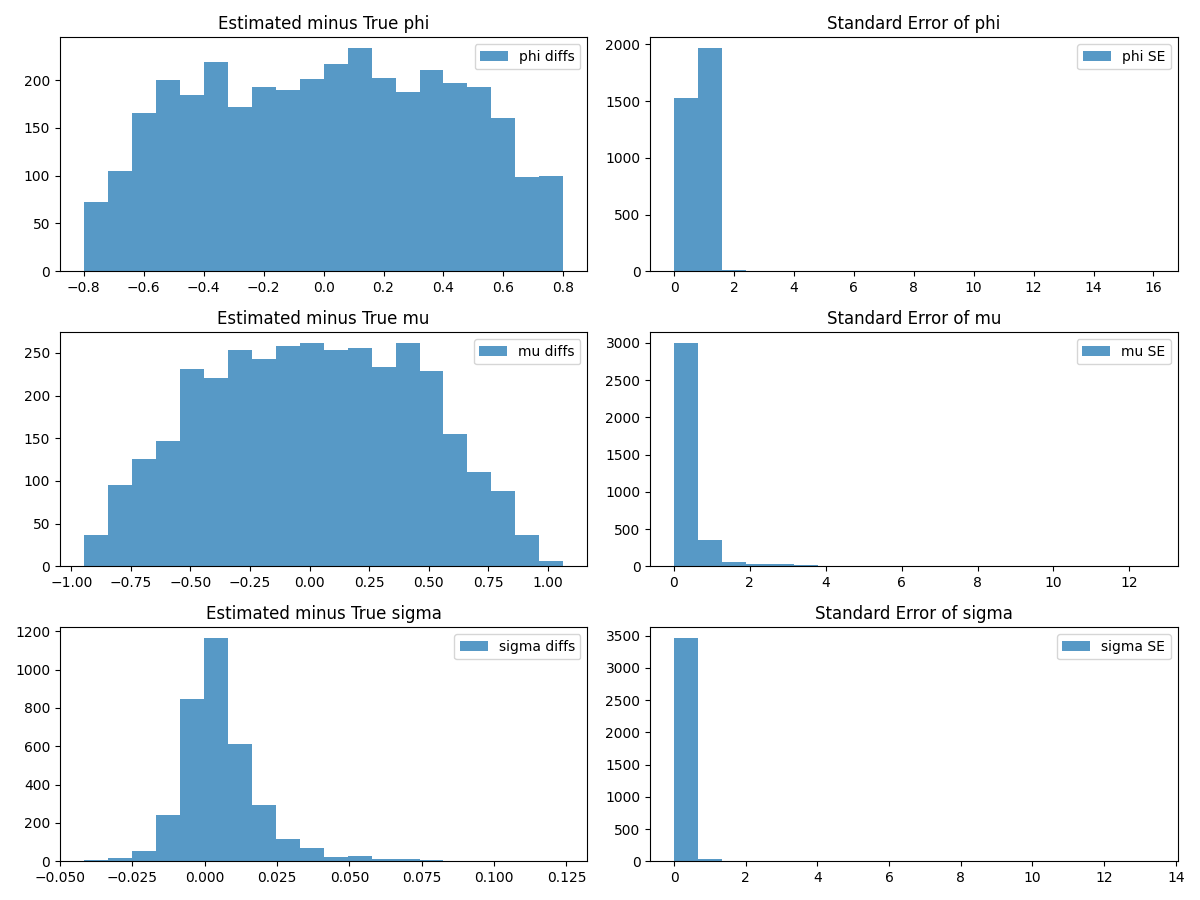 Estimated minus True phi
phi diffs
200
150
100
50
0
−0.8 −0.6 −0.4 −0.2 0.0 0.2 0.4 0.6 0.8
Standard Error of phi
phi SE
2000
1500
1000
500
0
0 2 4 6 8 10 12 14 16
Estimated minus True mu
mu diffs
250
200
150
100
50
0
−1.00 −0.75 −0.50 −0.25 0.00 0.25 0.50 0.75 1.00
Standard Error of mu
mu SE
3000
2500
2000
1500
1000
500
0
0 2 4 6 8 10 12
Estimated minus True sigma
sigma diffs
1200
1000
800
600
400
200
0
−0.050 −0.025 0.000 0.025 0.050 0.075 0.100 0.125
Standard Error of sigma
sigma SE
3500
3000
2500
2000
1500
1000
500
0
0 2 4 6 8 10 12 14